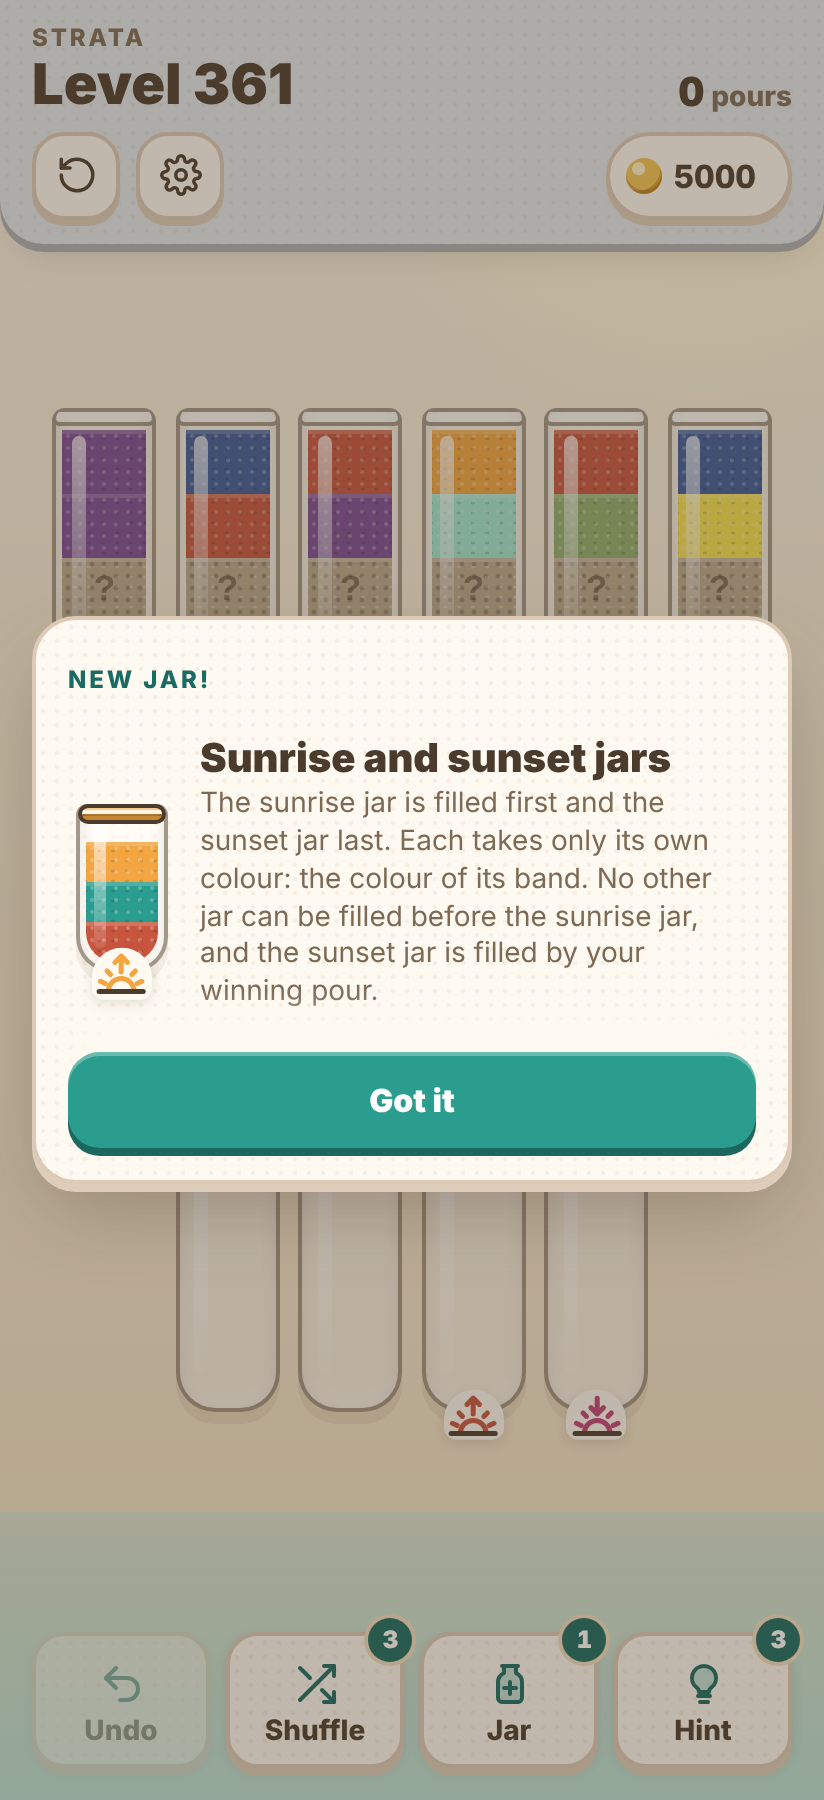 STRATA
Level 361
0 pours
5000
? ? ? ? ? ?
NEW JAR!
Sunrise and sunset jars
The sunrise jar is filled first and the
sunset jar last. Each takes only its own
colour: the colour of its band. No other
jar can be filled before the sunrise jar,
and the sunset jar is filled by your
winning pour.
Got it
3 1 3
Undo Shuffle Jar Hint